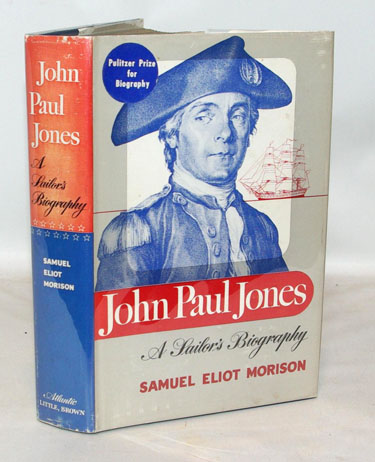 John
Paul
Jones
A
Sailor's
Biography
SAMUEL
ELIOT
MORISON
Atlantic
LITTLE, BROWN
Pulitzer Prize
for
Biography
John Paul Jones
A Sailor's Biography
SAMUEL ELIOT MORISON